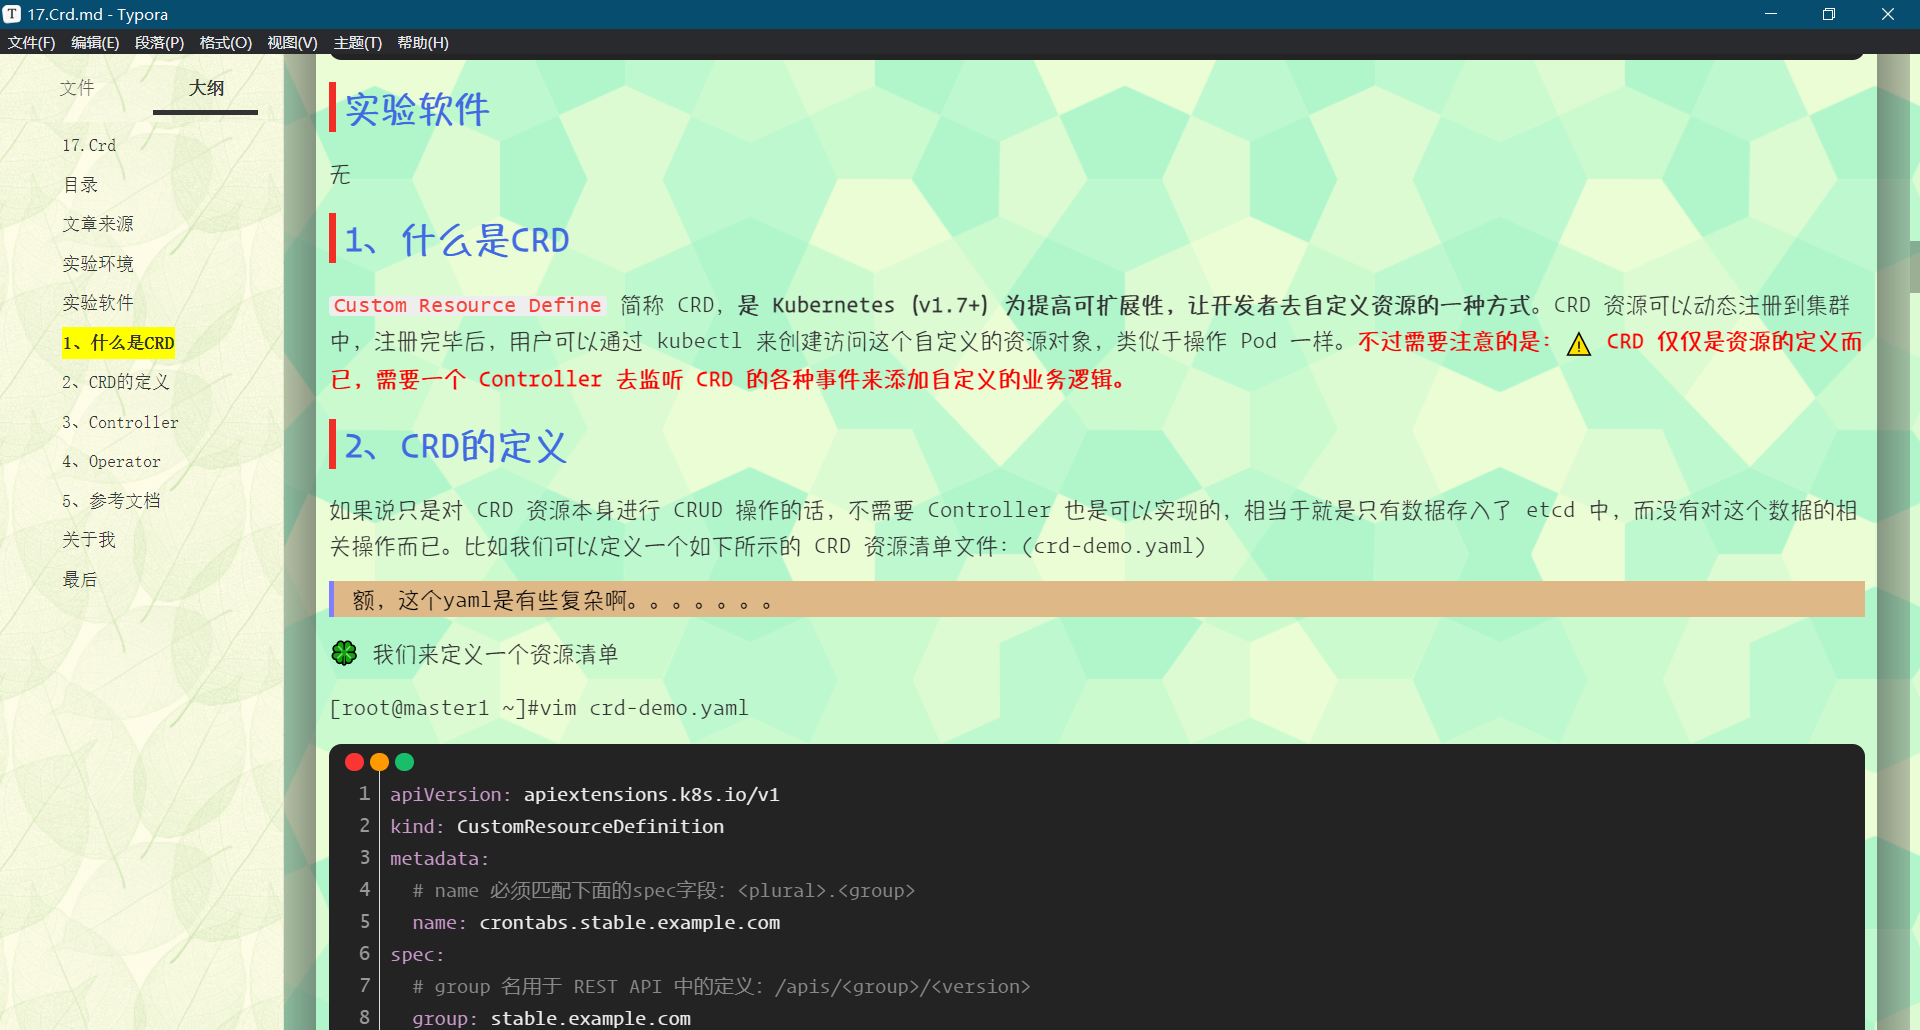 17.Crd.md - Typora
文件(F) 编辑(E) 段落(P) 格式(O) 视图(V) 主题(T) 帮助(H)
文件 大纲
17.Crd
目录
文章来源
实验环境
实验软件
1、什么是CRD
2、CRD的定义
3、Controller
4、Operator
5、参考文档
关于我
最后
实验软件
无
1、什么是CRD
Custom Resource Define 简称 CRD，是 Kubernetes（v1.7+）为提高可扩展性，让开发者去自定义资源的一种方式。CRD 资源可以动态注册到集群
中，注册完毕后，用户可以通过 kubectl 来创建访问这个自定义的资源对象，类似于操作 Pod 一样。不过需要注意的是：⚠ CRD 仅仅是资源的定义而
已，需要一个 Controller 去监听 CRD 的各种事件来添加自定义的业务逻辑。
2、CRD的定义
如果说只是对 CRD 资源本身进行 CRUD 操作的话，不需要 Controller 也是可以实现的，相当于就是只有数据存入了 etcd 中，而没有对这个数据的相
关操作而已。比如我们可以定义一个如下所示的 CRD 资源清单文件：（crd-demo.yaml）
额，这个yaml是有些复杂啊。。。。。。。
🍀 我们来定义一个资源清单
[root@master1 ~]#vim crd-demo.yaml
1 apiVersion: apiextensions.k8s.io/v1
2 kind: CustomResourceDefinition
3 metadata:
4 # name 必须匹配下面的spec字段：<plural>.<group>
5 name: crontabs.stable.example.com
6 spec:
7 # group 名用于 REST API 中的定义：/apis/<group>/<version>
8 group: stable.example.com